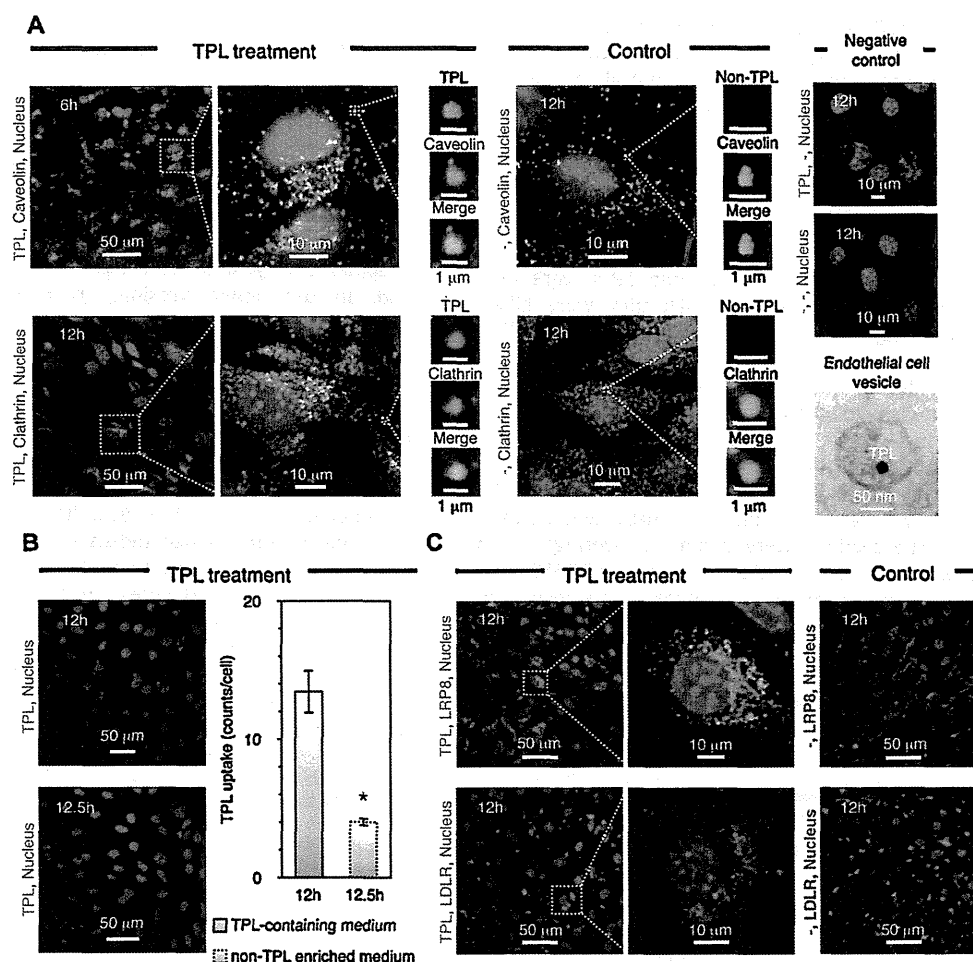 A
TPL treatment
Control
Negative control
TPL, Caveolin, Nucleus
6h
50 µm
10 µm
TPL
Caveolin
Merge
1 µm
-, Caveolin, Nucleus
12h
10 µm
Non-TPL
Caveolin
Merge
1 µm
TPL, -, Nucleus
12h
10 µm
-, -, Nucleus
12h
10 µm
TPL, Clathrin, Nucleus
12h
50 µm
10 µm
TPL
Clathrin
Merge
1 µm
-, Clathrin, Nucleus
12h
10 µm
Non-TPL
Clathrin
Merge
1 µm
Endothelial cell
vesicle
TPL
50 nm
B
TPL treatment
TPL, Nucleus
12h
50 µm
TPL, Nucleus
12.5h
50 µm
TPL uptake (counts/cell)
20
10
0
*
12h
12.5h
TPL-containing medium
non-TPL enriched medium
C
TPL treatment
Control
TPL, LRP8, Nucleus
12h
50 µm
10 µm
-, LRP8, Nucleus
12h
50 µm
TPL, LDLR, Nucleus
12h
50 µm
10 µm
-, LDLR, Nucleus
12h
50 µm